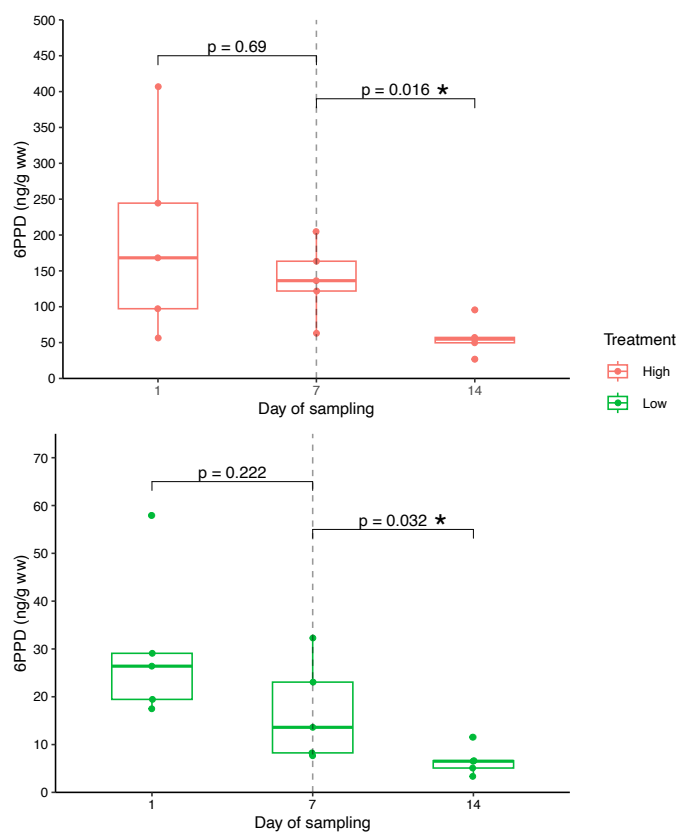 500
450
400
350
300
250
200
150
100
50
0
6PPD (ng/g ww)
p = 0.69
p = 0.016 *
1
7
14
Day of sampling
Treatment
High
Low
70
60
50
40
30
20
10
0
6PPD (ng/g ww)
p = 0.222
p = 0.032 *
1
7
14
Day of sampling